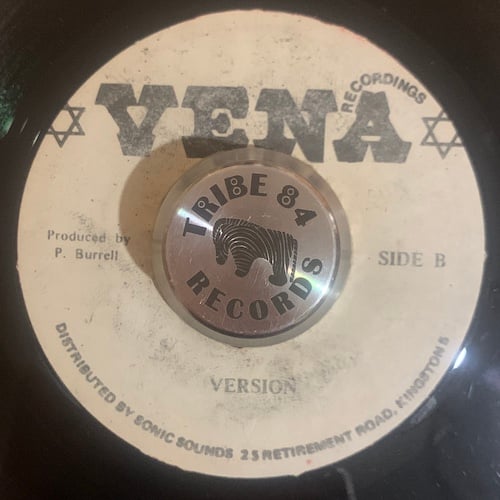 VENA
RECORDINGS
TRIBE 84
RECORDS
Produced by
P. Burrell
SIDE B
VERSION
DISTRIBUTED BY SONIC SOUNDS 25 RETIREMENT ROAD, KINGSTON 5